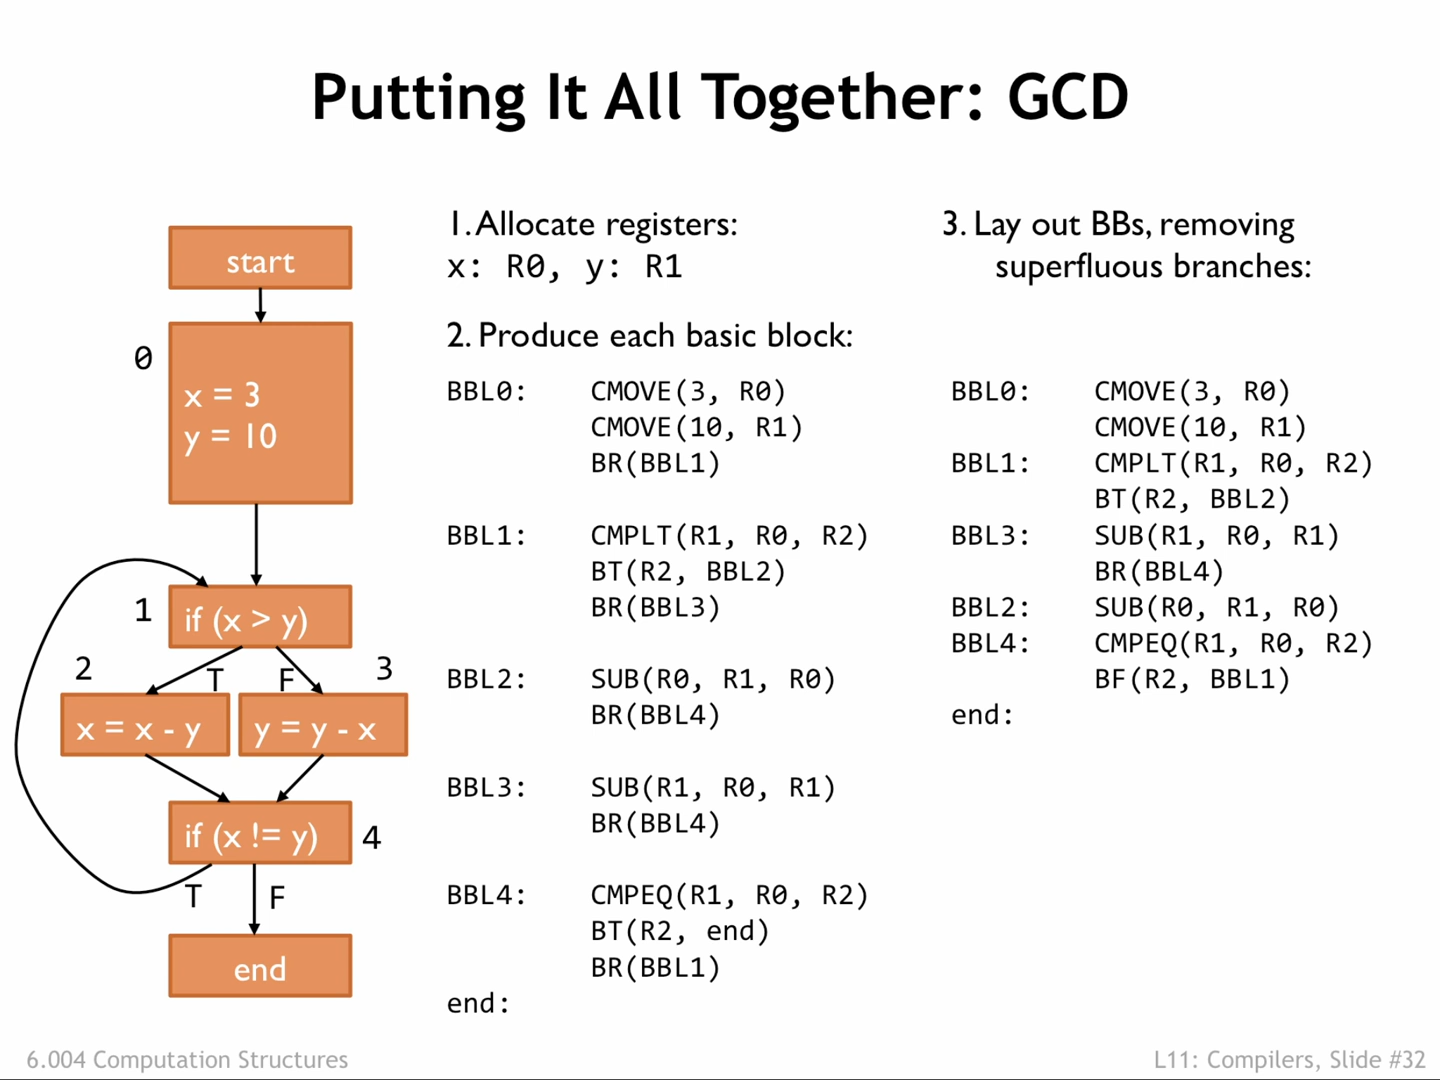 Putting It All Together: GCD
start
0
x = 3
y = 10
1
if (x > y)
2
T
F
3
x = x - y
y = y - x
if (x != y)
4
T
F
end
1. Allocate registers:
x: R0, y: R1
2. Produce each basic block:
BBL0: CMOVE(3, R0)
CMOVE(10, R1)
BR(BBL1)
BBL1: CMPLT(R1, R0, R2)
BT(R2, BBL2)
BR(BBL3)
BBL2: SUB(R0, R1, R0)
BR(BBL4)
BBL3: SUB(R1, R0, R1)
BR(BBL4)
BBL4: CMPEQ(R1, R0, R2)
BT(R2, end)
BR(BBL1)
end:
3. Lay out BBs, removing
superfluous branches:
BBL0: CMOVE(3, R0)
CMOVE(10, R1)
BBL1: CMPLT(R1, R0, R2)
BT(R2, BBL2)
BBL3: SUB(R1, R0, R1)
BR(BBL4)
BBL2: SUB(R0, R1, R0)
BBL4: CMPEQ(R1, R0, R2)
BF(R2, BBL1)
end:
6.004 Computation Structures
L11: Compilers, Slide #32